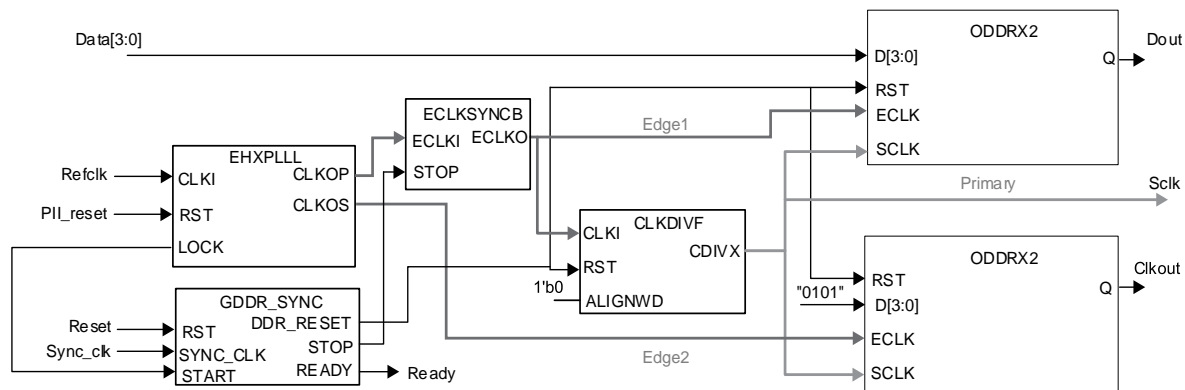 Data[3:0]
ODDRX2
Dout
D[3:0]
Q
RST
ECLK
SCLK
ECLKSYNCB
ECLKI
ECLKO
STOP
Edge1
EHXPLLL
Refclk
CLKI
CLKOP
Pll_reset
RST
CLKOS
LOCK
Primary
Sclk
CLKDIVF
CLKI
CDIVX
RST
1'b0
ALIGNWD
ODDRX2
RST
Q
Clkout
"0101"
D[3:0]
ECLK
SCLK
GDDR_SYNC
Reset
RST
DDR_RESET
Sync_clk
SYNC_CLK
STOP
START
READY
Ready
Edge2